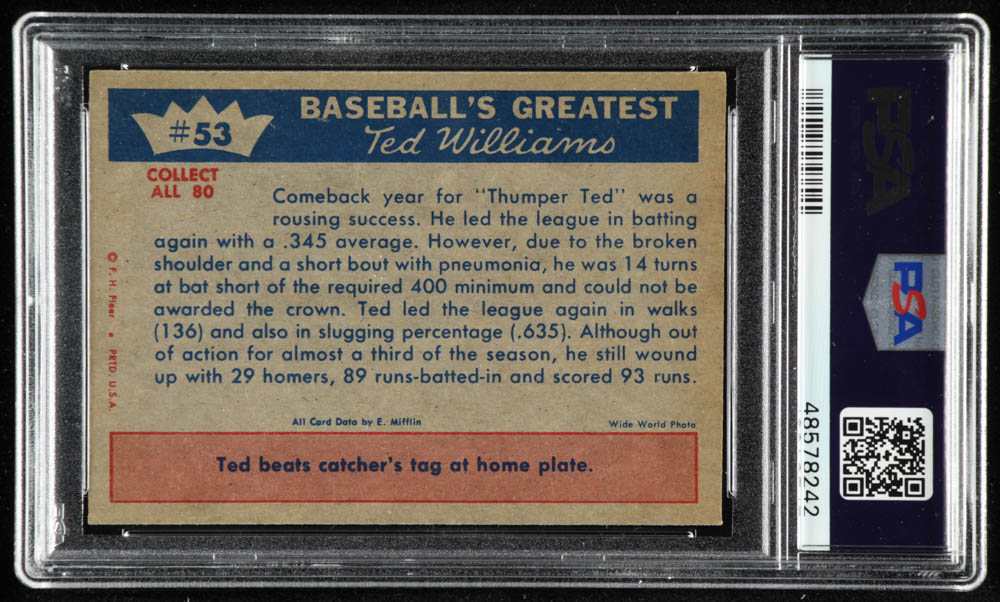 #53
BASEBALL'S GREATEST
Ted Williams
COLLECT
ALL 80
Comeback year for "Thumper Ted" was a
rousing success. He led the league in batting
again with a .345 average. However, due to the broken
shoulder and a short bout with pneumonia, he was 14 turns
at bat short of the required 400 minimum and could not be
awarded the crown. Ted led the league again in walks
(136) and also in slugging percentage (.635). Although out
of action for almost a third of the season, he still wound
up with 29 homers, 89 runs-batted-in and scored 93 runs.
© F. H. Fleer • PRTD. U.S.A.
All Card Data by E. Mifflin
Wide World Photo
Ted beats catcher's tag at home plate.
PSA
PSA
48578242